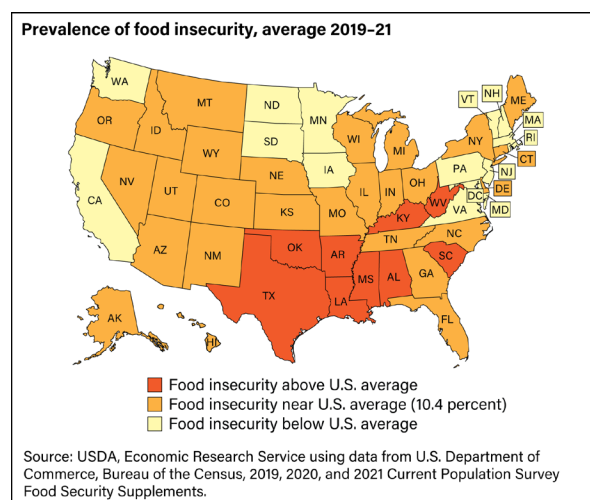 Prevalence of food insecurity, average 2019–21
WA
OR
CA
NV
ID
MT
WY
UT
AZ
CO
NM
ND
SD
NE
KS
OK
TX
MN
IA
MO
AR
LA
WI
IL
MI
IN
OH
KY
TN
MS
AL
GA
FL
SC
NC
VA
WV
PA
NY
VT
NH
ME
MA
RI
CT
NJ
DE
DC
MD
AK
HI
Food insecurity above U.S. average
Food insecurity near U.S. average (10.4 percent)
Food insecurity below U.S. average
Source: USDA, Economic Research Service using data from U.S. Department of
Commerce, Bureau of the Census, 2019, 2020, and 2021 Current Population Survey
Food Security Supplements.